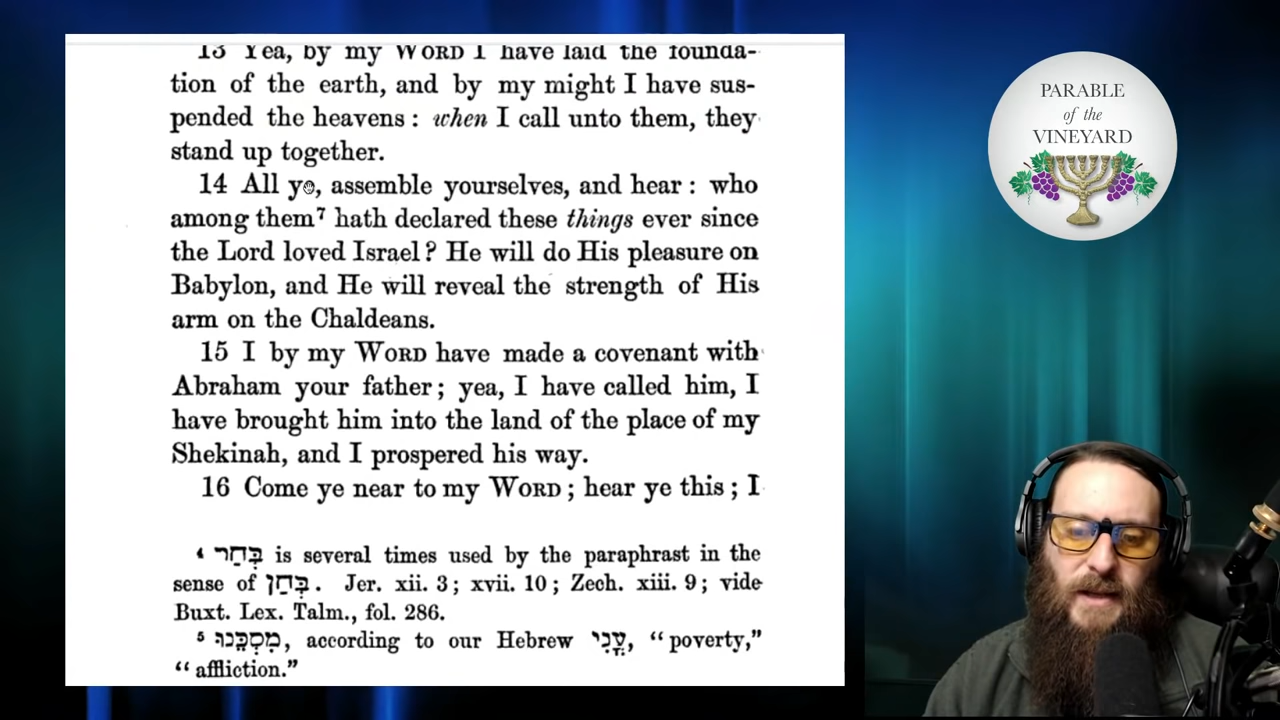 13 Yea, by my WORD I have laid the founda-
tion of the earth, and by my might I have sus-
pended the heavens : when I call unto them, they
stand up together.
14 All ye, assemble yourselves, and hear : who
among them⁷ hath declared these things ever since
the Lord loved Israel ? He will do His pleasure on
Babylon, and He will reveal the strength of His
arm on the Chaldeans.
15 I by my WORD have made a covenant with
Abraham your father ; yea, I have called him, I
have brought him into the land of the place of my
Shekinah, and I prospered his way.
16 Come ye near to my WORD ; hear ye this ; I
⁴ בְּחַר is several times used by the paraphrast in the
sense of בְּחַן . Jer. xii. 3 ; xvii. 10 ; Zech. xiii. 9 ; vide
Buxt. Lex. Talm., fol. 286.
⁵ מִסְכֵּנוּ, according to our Hebrew עֳנִי, “ poverty,”
“ affliction.”
PARABLE
of the
VINEYARD